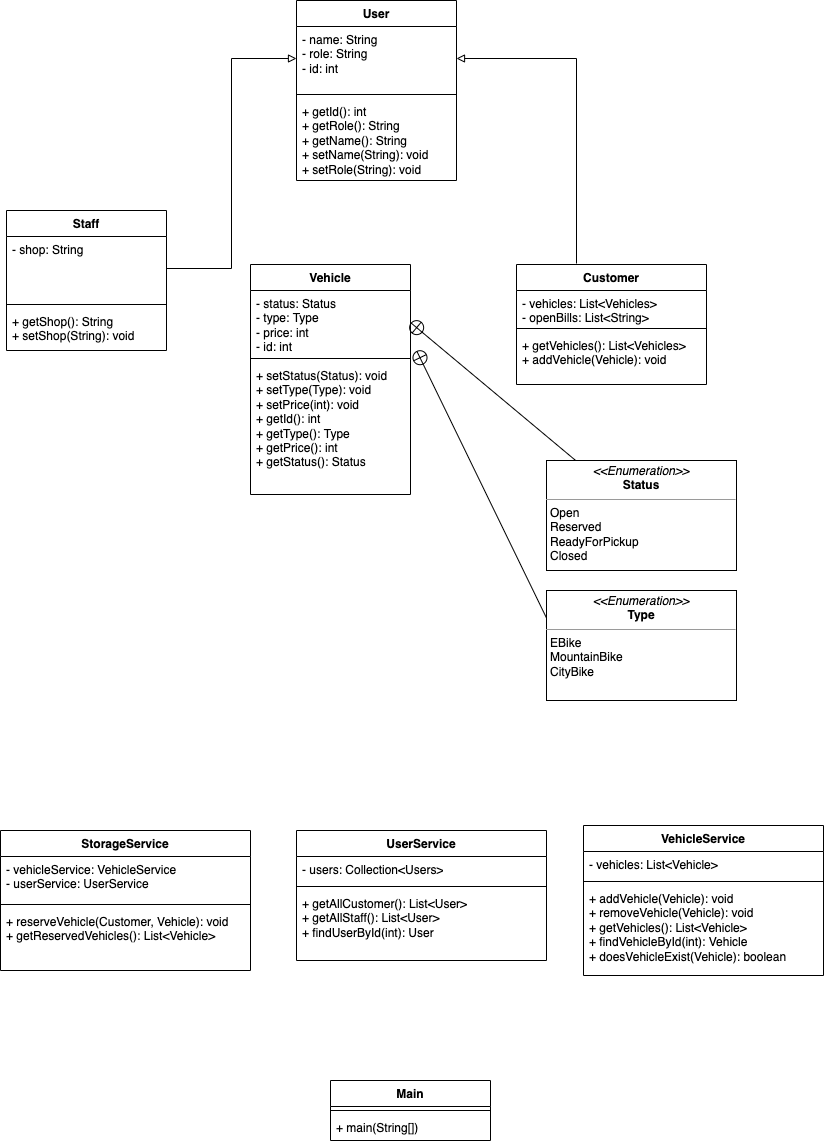 User
- name: String
- role: String
- id: int
+ getId(): int
+ getRole(): String
+ getName(): String
+ setName(String): void
+ setRole(String): void
Staff
- shop: String
+ getShop(): String
+ setShop(String): void
Vehicle
- status: Status
- type: Type
- price: int
- id: int
+ setStatus(Status): void
+ setType(Type): void
+ setPrice(int): void
+ getId(): int
+ getType(): Type
+ getPrice(): int
+ getStatus(): Status
Customer
- vehicles: List<Vehicles>
- openBills: List<String>
+ getVehicles(): List<Vehicles>
+ addVehicle(Vehicle): void
<<Enumeration>>
Status
Open
Reserved
ReadyForPickup
Closed
<<Enumeration>>
Type
EBike
MountainBike
CityBike
StorageService
- vehicleService: VehicleService
- userService: UserService
+ reserveVehicle(Customer, Vehicle): void
+ getReservedVehicles(): List<Vehicle>
UserService
- users: Collection<Users>
+ getAllCustomer(): List<User>
+ getAllStaff(): List<User>
+ findUserById(int): User
VehicleService
- vehicles: List<Vehicle>
+ addVehicle(Vehicle): void
+ removeVehicle(Vehicle): void
+ getVehicles(): List<Vehicle>
+ findVehicleById(int): Vehicle
+ doesVehicleExist(Vehicle): boolean
Main
+ main(String[])